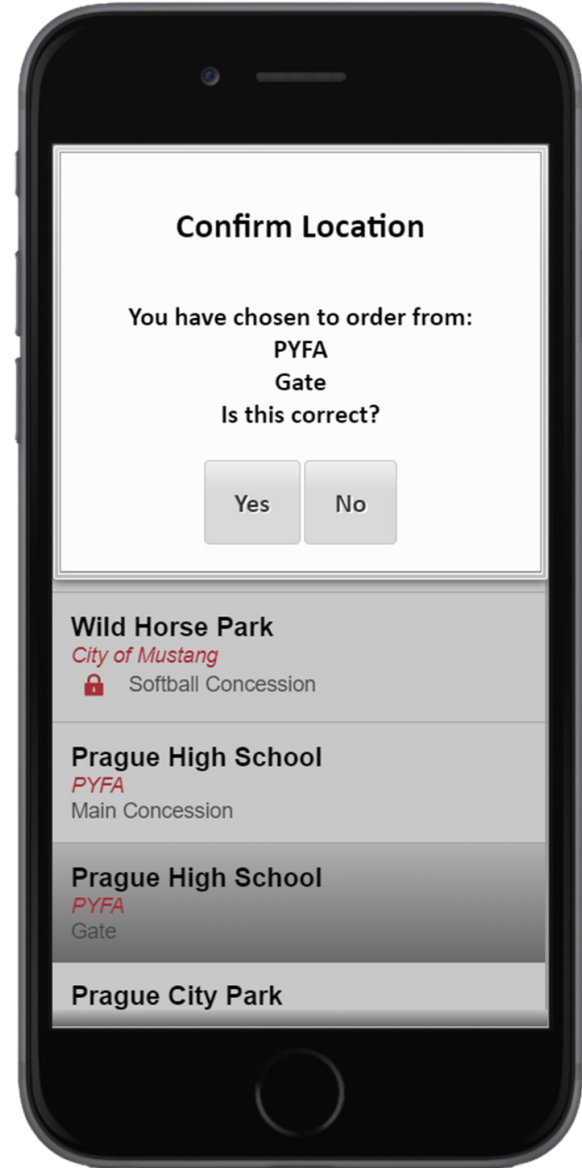 Confirm Location
You have chosen to order from:
PYFA
Gate
Is this correct?
Yes No
Wild Horse Park
City of Mustang
Softball Concession
Prague High School
PYFA
Main Concession
Prague High School
PYFA
Gate
Prague City Park